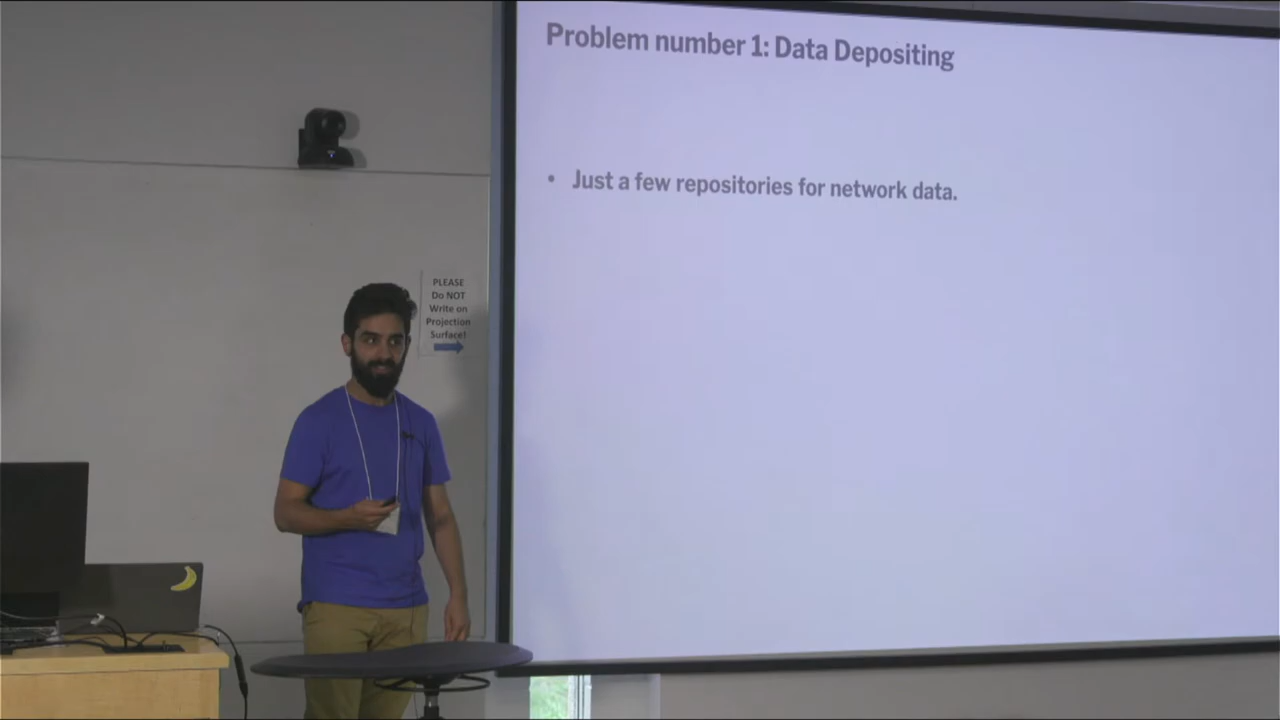 Problem number 1: Data Depositing
• Just a few repositories for network data.
PLEASE
Do NOT
Write on
Projection
Surface!